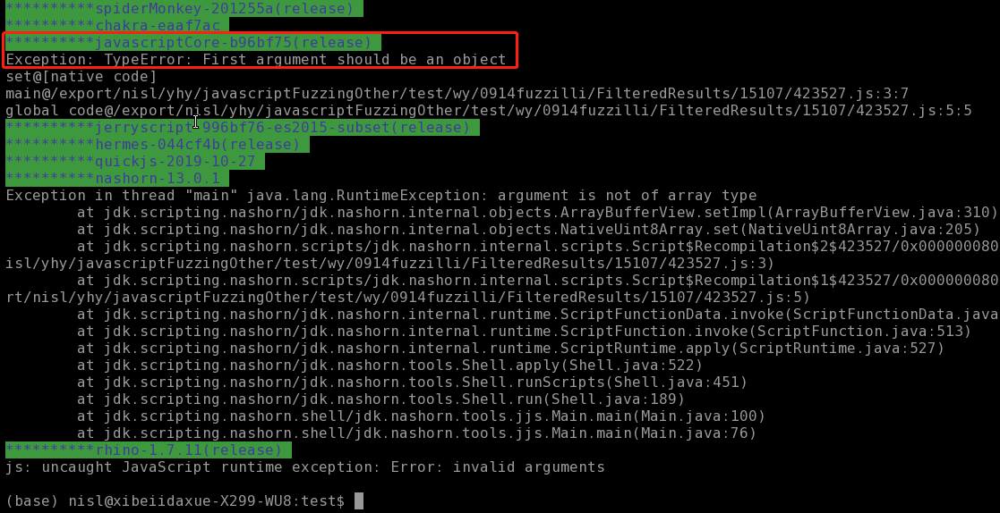 **********spiderMonkey-201255a(release)
**********chakra-eaaf7ac
**********javascriptCore-b96bf75(release)
Exception: TypeError: First argument should be an object
set@[native code]
main@/export/nisl/yhy/javascriptFuzzingOther/test/wy/0914fuzzilli/FilteredResults/15107/423527.js:3:7
global code@/export/nisl/yhy/javascriptFuzzingOther/test/wy/0914fuzzilli/FilteredResults/15107/423527.js:5:5
**********jerryscript-996bf76-es2015-subset(release)
**********hermes-044cf4b(release)
**********quickjs-2019-10-27
**********nashorn-13.0.1
Exception in thread "main" java.lang.RuntimeException: argument is not of array type
        at jdk.scripting.nashorn/jdk.nashorn.internal.objects.ArrayBufferView.setImpl(ArrayBufferView.java:310)
        at jdk.scripting.nashorn/jdk.nashorn.internal.objects.NativeUint8Array.set(NativeUint8Array.java:205)
        at jdk.scripting.nashorn.scripts/jdk.nashorn.internal.scripts.Script$Recompilation$2$423527/0x000000080
isl/yhy/javascriptFuzzingOther/test/wy/0914fuzzilli/FilteredResults/15107/423527.js:3)
        at jdk.scripting.nashorn.scripts/jdk.nashorn.internal.scripts.Script$Recompilation$1$423527/0x000000080
rt/nisl/yhy/javascriptFuzzingOther/test/wy/0914fuzzilli/FilteredResults/15107/423527.js:5)
        at jdk.scripting.nashorn/jdk.nashorn.internal.runtime.ScriptFunctionData.invoke(ScriptFunctionData.java
        at jdk.scripting.nashorn/jdk.nashorn.internal.runtime.ScriptFunction.invoke(ScriptFunction.java:513)
        at jdk.scripting.nashorn/jdk.nashorn.internal.runtime.ScriptRuntime.apply(ScriptRuntime.java:527)
        at jdk.scripting.nashorn/jdk.nashorn.tools.Shell.apply(Shell.java:522)
        at jdk.scripting.nashorn/jdk.nashorn.tools.Shell.runScripts(Shell.java:451)
        at jdk.scripting.nashorn/jdk.nashorn.tools.Shell.run(Shell.java:189)
        at jdk.scripting.nashorn.shell/jdk.nashorn.tools.jjs.Main.main(Main.java:100)
        at jdk.scripting.nashorn.shell/jdk.nashorn.tools.jjs.Main.main(Main.java:76)
**********rhino-1.7.11(release)
js: uncaught JavaScript runtime exception: Error: invalid arguments
(base) nisl@xibeiidaxue-X299-WU8:test$